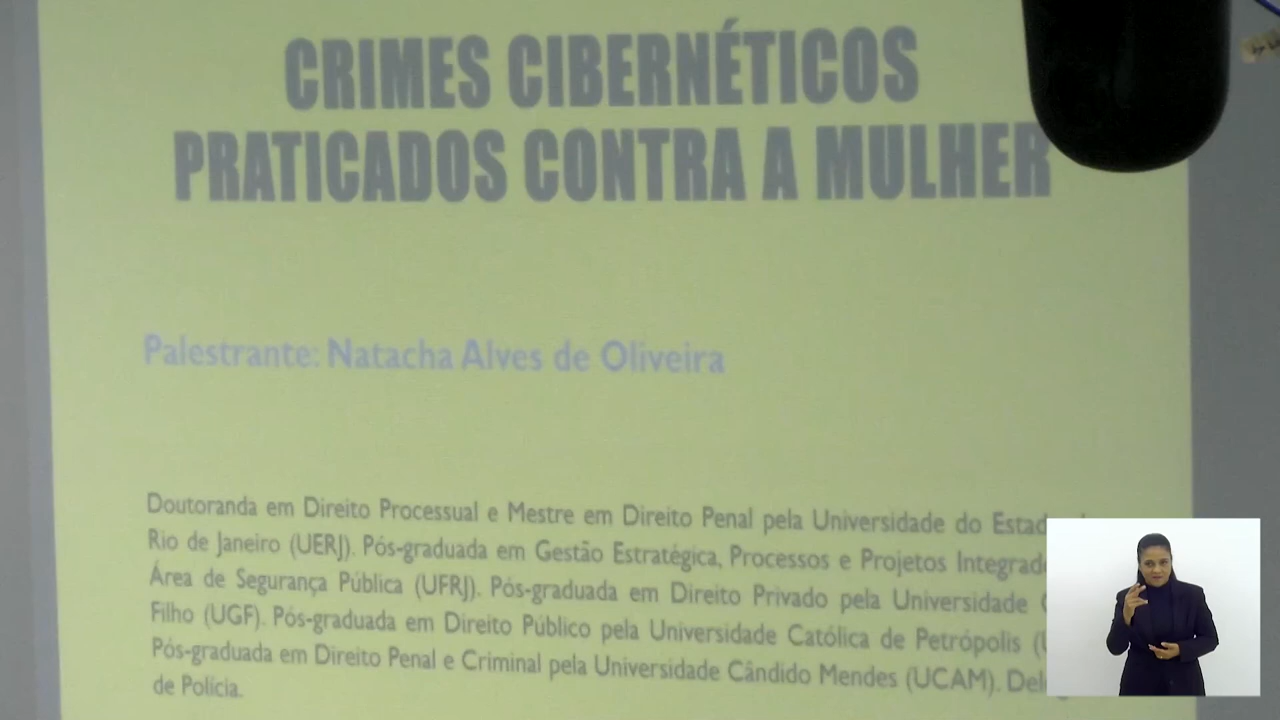 CRIMES CIBERNÉTICOS
PRATICADOS CONTRA A MULHER
Palestrante: Natacha Alves de Oliveira
Doutoranda em Direito Processual e Mestre em Direito Penal pela Universidade do
Rio de Janeiro (UERJ). Pós-graduada em Gestão Estratégica, Processos e Projetos
Área de Segurança Pública (UFRJ). Pós-graduada em Direito Privado pela Universidade
Filho (UGF). Pós-graduada em Direito Público pela Universidade Católica de Petrópolis
Pós-graduada em Direito Penal e Criminal pela Universidade Cândido Mendes (UCAM).
de Polícia.